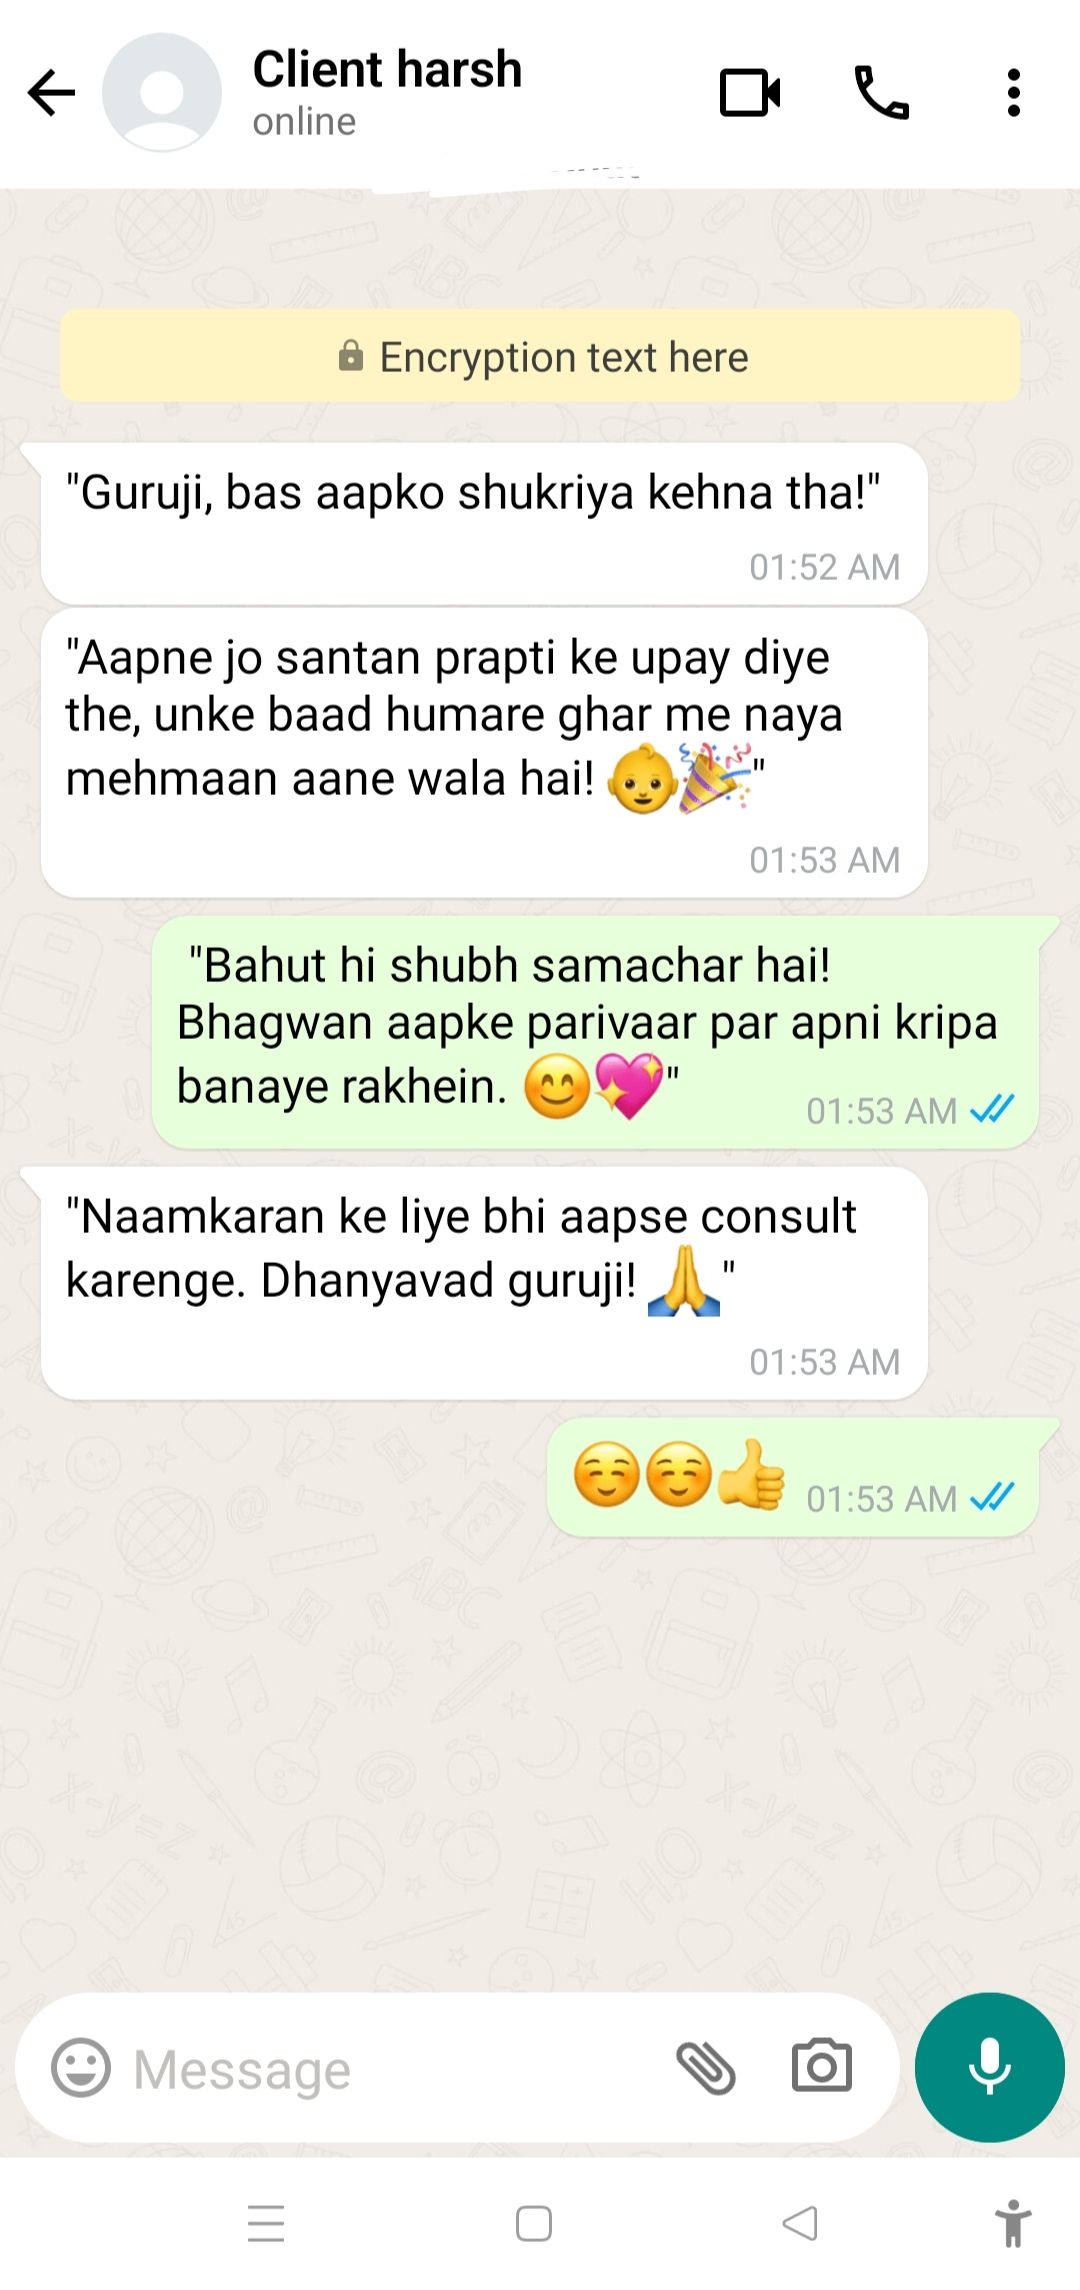 Client harsh
online
Encryption text here
"Guruji, bas aapko shukriya kehna tha!"
01:52 AM
"Aapne jo santan prapti ke upay diye
the, unke baad humare ghar me naya
mehmaan aane wala hai! 👶🎉"
01:53 AM
"Bahut hi shubh samachar hai!
Bhagwan aapke parivaar par apni kripa
banaye rakhein. 😊💖"
01:53 AM
"Naamkaran ke liye bhi aapse consult
karenge. Dhanyavad guruji! 🙏"
01:53 AM
☺️☺️👍 01:53 AM
Message